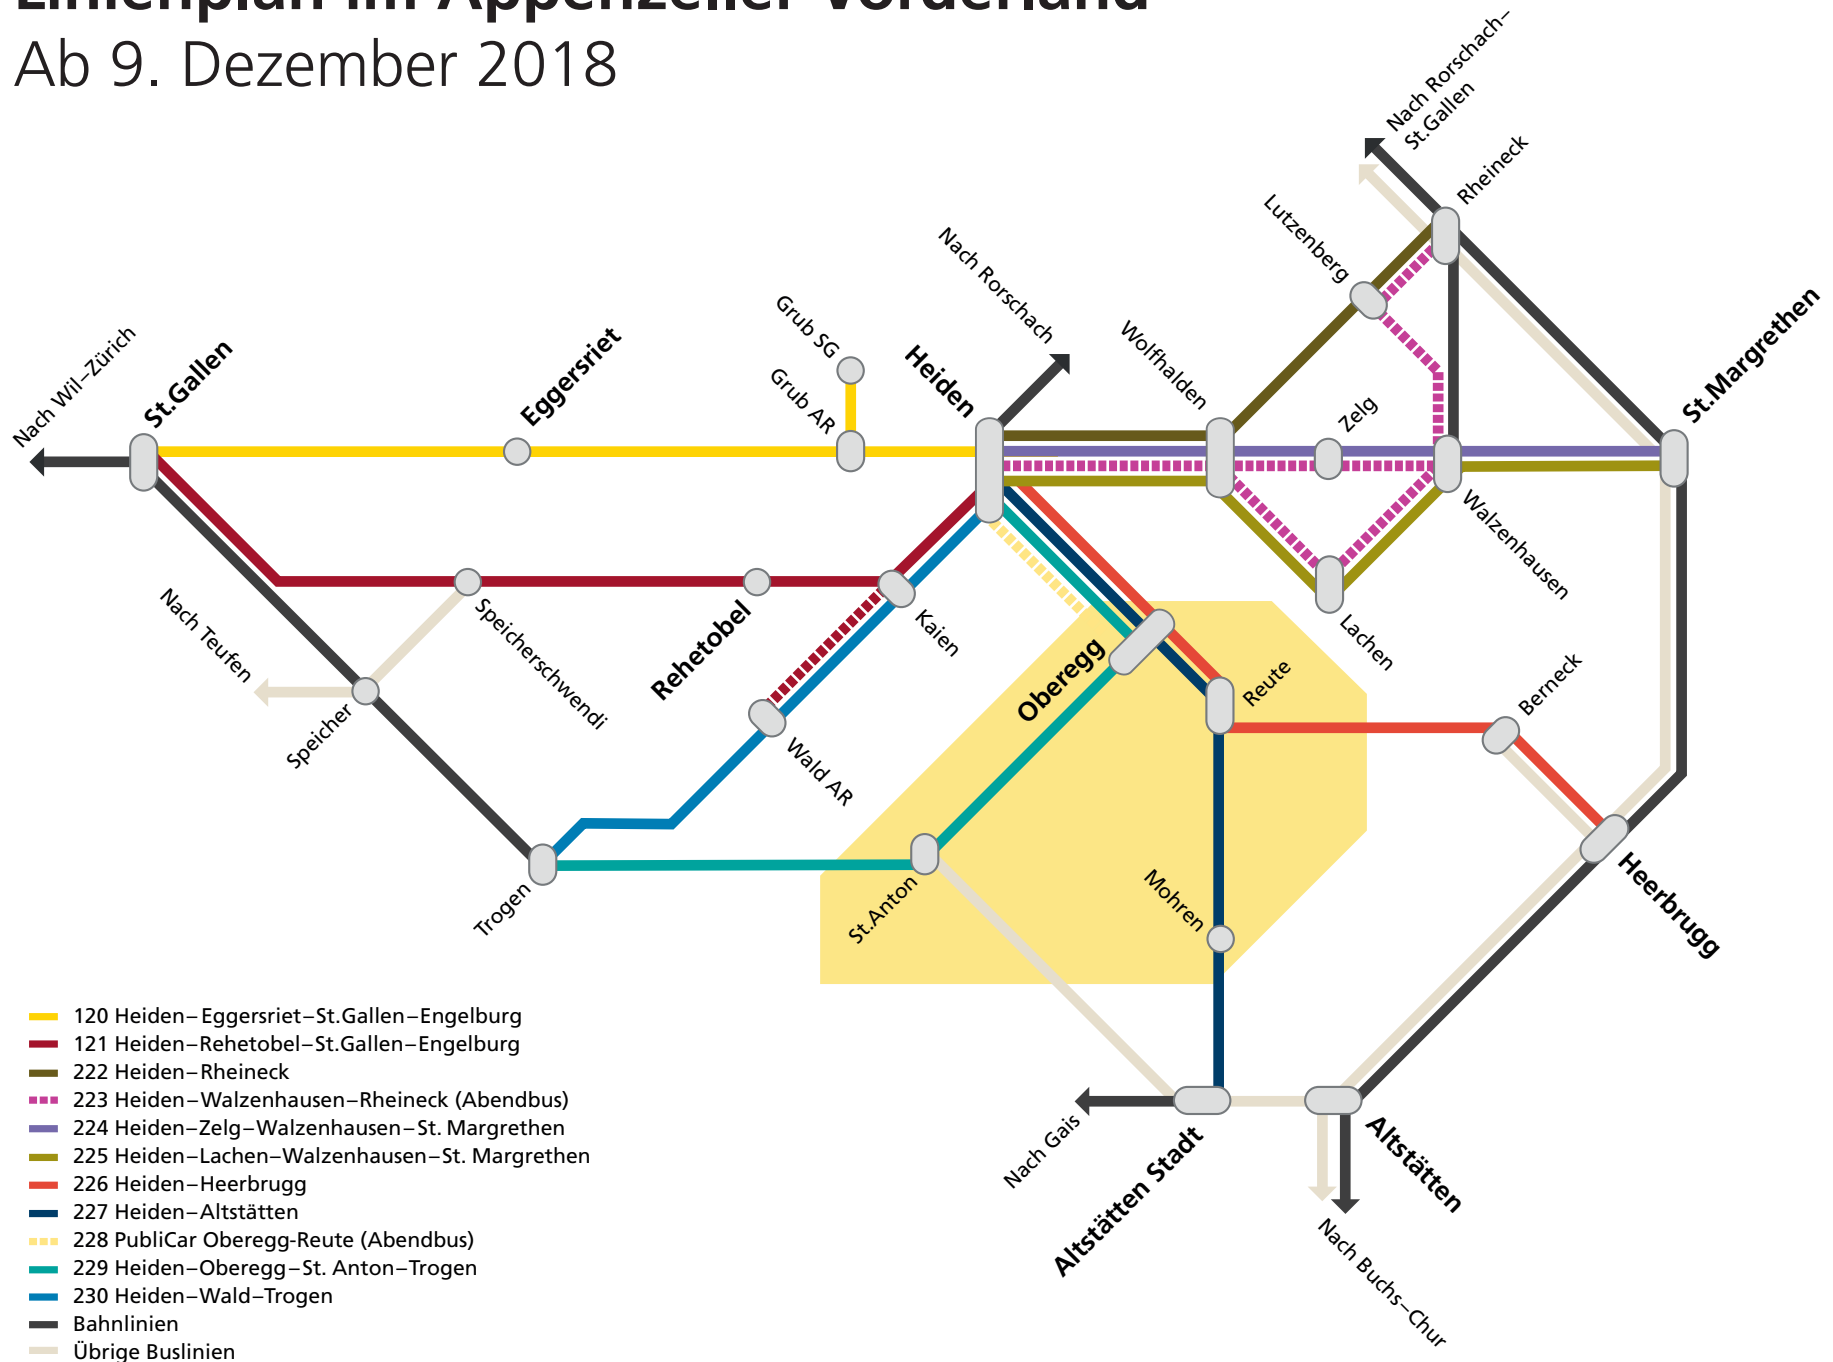 Linienplan im Appenzeller Vorderland
Ab 9. Dezember 2018
Nach Rorschach–
St.Gallen
Rheineck
Lutzenberg
Nach Rorschach
Wolfhalden
Zelg
St.Margrethen
Nach Wil–Zürich
St.Gallen
Eggersriet
Grub SG
Grub AR
Heiden
Walzenhausen
Lachen
Nach Teufen
Speicherschwendi
Speicher
Rehetobel
Kaien
Wald AR
Oberegg
Reute
Berneck
Trogen
St.Anton
Mohren
Heerbrugg
Nach Gais
Altstätten Stadt
Altstätten
Nach Buchs–Chur
120 Heiden–Eggersriet–St.Gallen–Engelburg
121 Heiden–Rehetobel–St.Gallen–Engelburg
222 Heiden–Rheineck
223 Heiden–Walzenhausen–Rheineck (Abendbus)
224 Heiden–Zelg–Walzenhausen–St. Margrethen
225 Heiden–Lachen–Walzenhausen–St. Margrethen
226 Heiden–Heerbrugg
227 Heiden–Altstätten
228 PubliCar Oberegg-Reute (Abendbus)
229 Heiden–Oberegg–St. Anton–Trogen
230 Heiden–Wald–Trogen
Bahnlinien
Übrige Buslinien